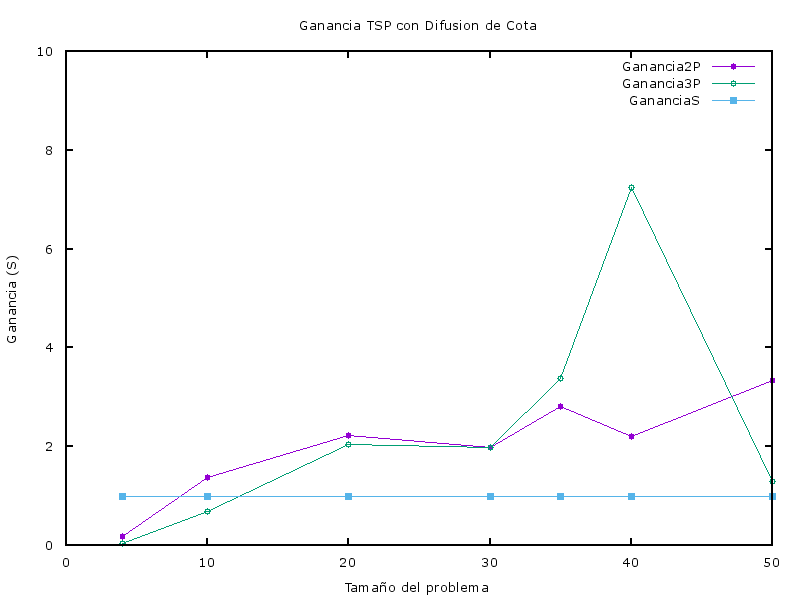 Ganancia TSP con Difusion de Cota
10
8
6
4
2
0
Ganancia (S)
Ganancia2P
Ganancia3P
GananciaS
0 10 20 30 40 50
Tamaño del problema